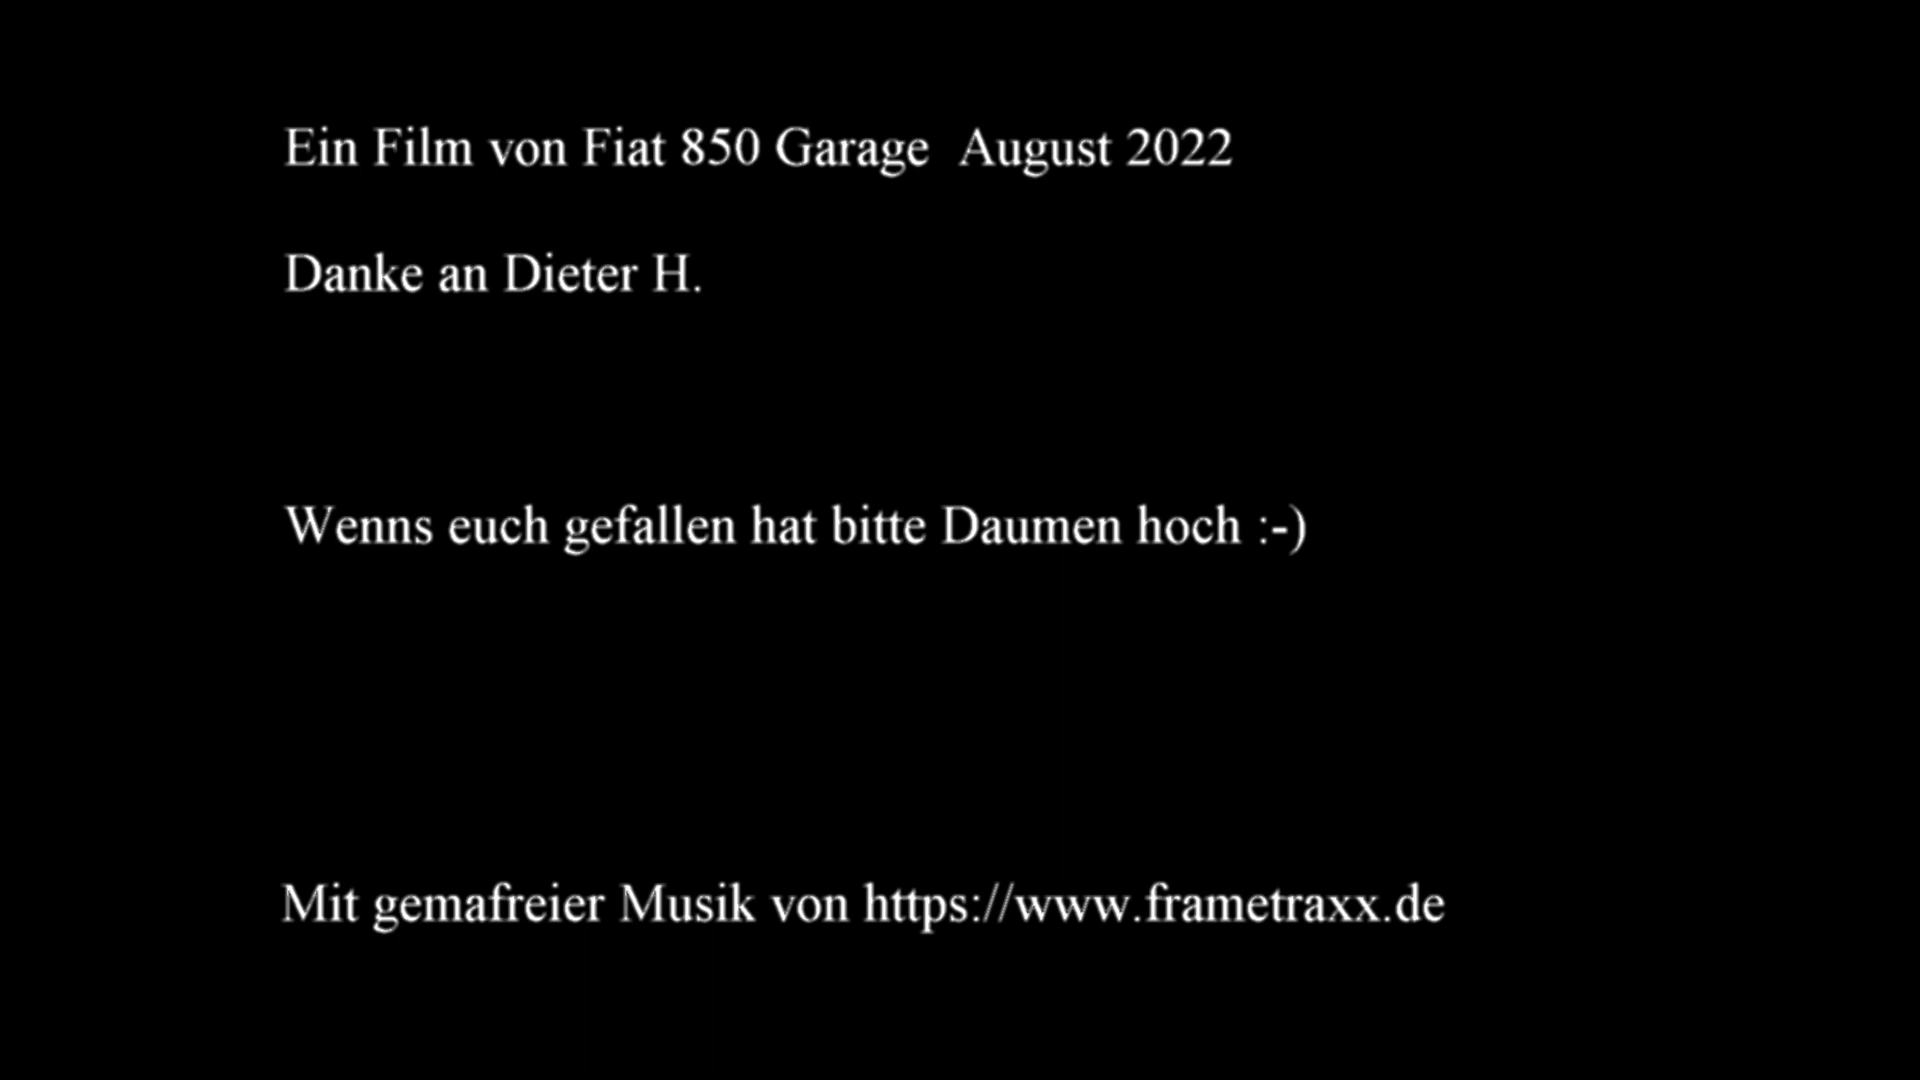 Ein Film von Fiat 850 Garage  August 2022
Danke an Dieter H.
Wenns euch gefallen hat bitte Daumen hoch :-)
Mit gemafreier Musik von https://www.frametraxx.de